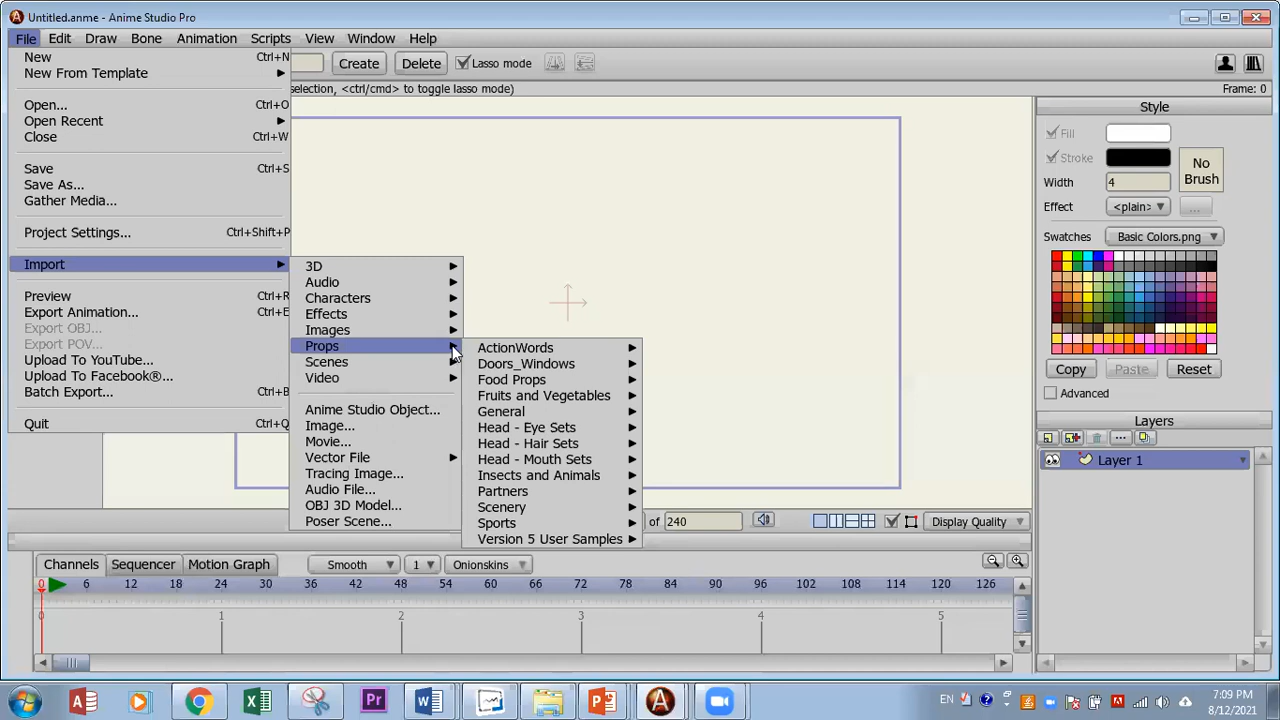 Untitled.anme - Anime Studio Pro
File Edit Draw Bone Animation Scripts View Window Help
New Ctrl+N
New From Template
Open... Ctrl+O
Open Recent
Close Ctrl+W
Save Ctrl+S
Save As...
Gather Media...
Project Settings... Ctrl+Shift+P
Import
Preview Ctrl+R
Export Animation... Ctrl+E
Export OBJ...
Export POV...
Upload To YouTube...
Upload To Facebook®...
Batch Export... Ctrl+B
Quit Ctrl+Q
Create Delete Lasso mode
selection, <ctrl/cmd> to toggle lasso mode)
Frame: 0
3D
Audio
Characters
Effects
Images
Props
Scenes
Video
Anime Studio Object...
Image...
Movie...
Vector File
Tracing Image...
Audio File...
OBJ 3D Model...
Poser Scene...
ActionWords
Doors_Windows
Food Props
Fruits and Vegetables
General
Head - Eye Sets
Head - Hair Sets
Head - Mouth Sets
Insects and Animals
Partners
Scenery
Sports
Version 5 User Samples
Style
Fill
Stroke
No
Brush
Width 4
Effect <plain> ...
Swatches Basic Colors.png
Copy Paste Reset
Advanced
Layers
Layer 1
of 240 Display Quality
Channels Sequencer Motion Graph Smooth 1 Onionskins
0 6 12 18 24 30 36 42 48 54 60 66 72 78 84 90 96 102 108 114 120 126
0 1 2 3 4 5
EN
7:09 PM
8/12/2021